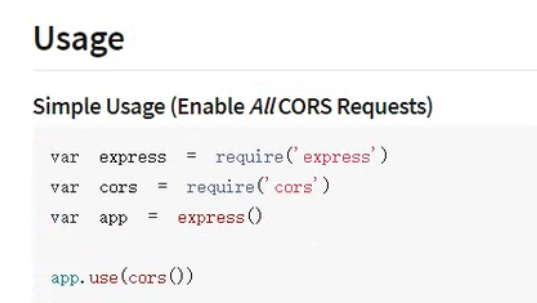 Usage
Simple Usage (Enable All CORS Requests)
var express = require('express')
var cors = require('cors')
var app = express()
app.use(cors())